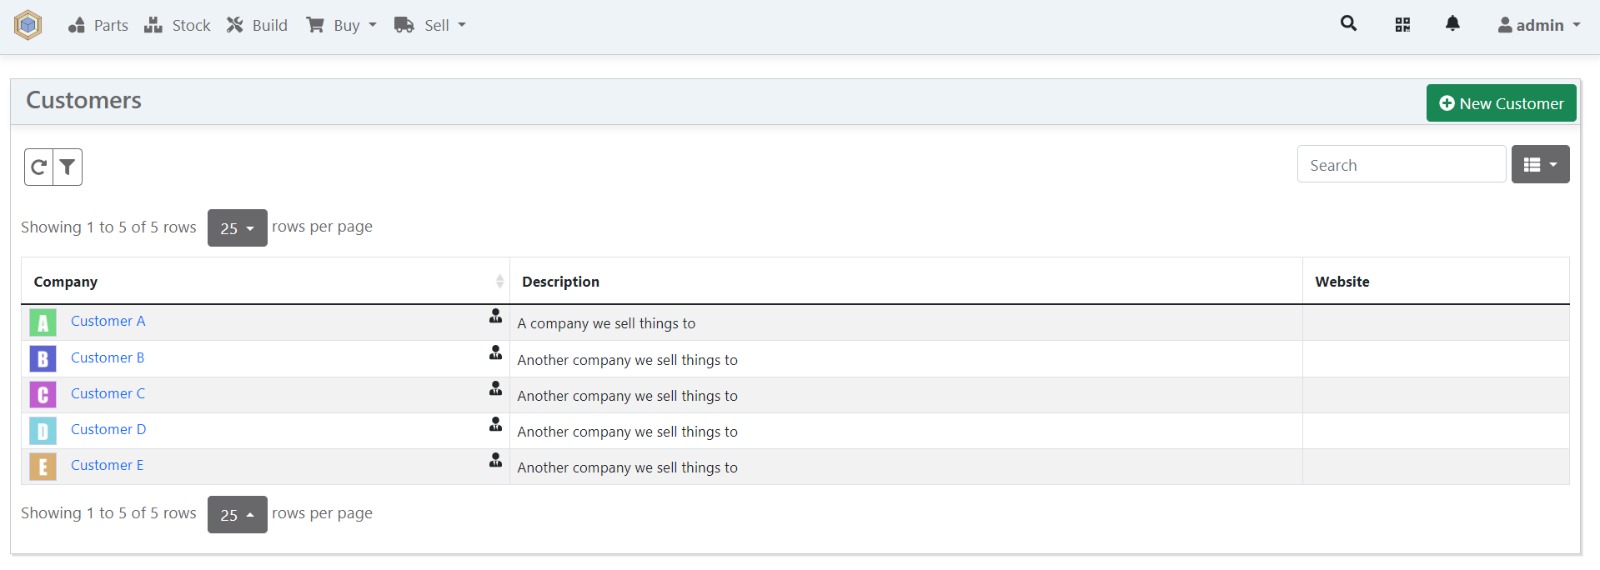 Parts Stock Build Buy Sell admin
Customers New Customer
Search
Showing 1 to 5 of 5 rows 25 rows per page
Company Description Website
A Customer A A company we sell things to
B Customer B Another company we sell things to
C Customer C Another company we sell things to
D Customer D Another company we sell things to
E Customer E Another company we sell things to
Showing 1 to 5 of 5 rows 25 rows per page